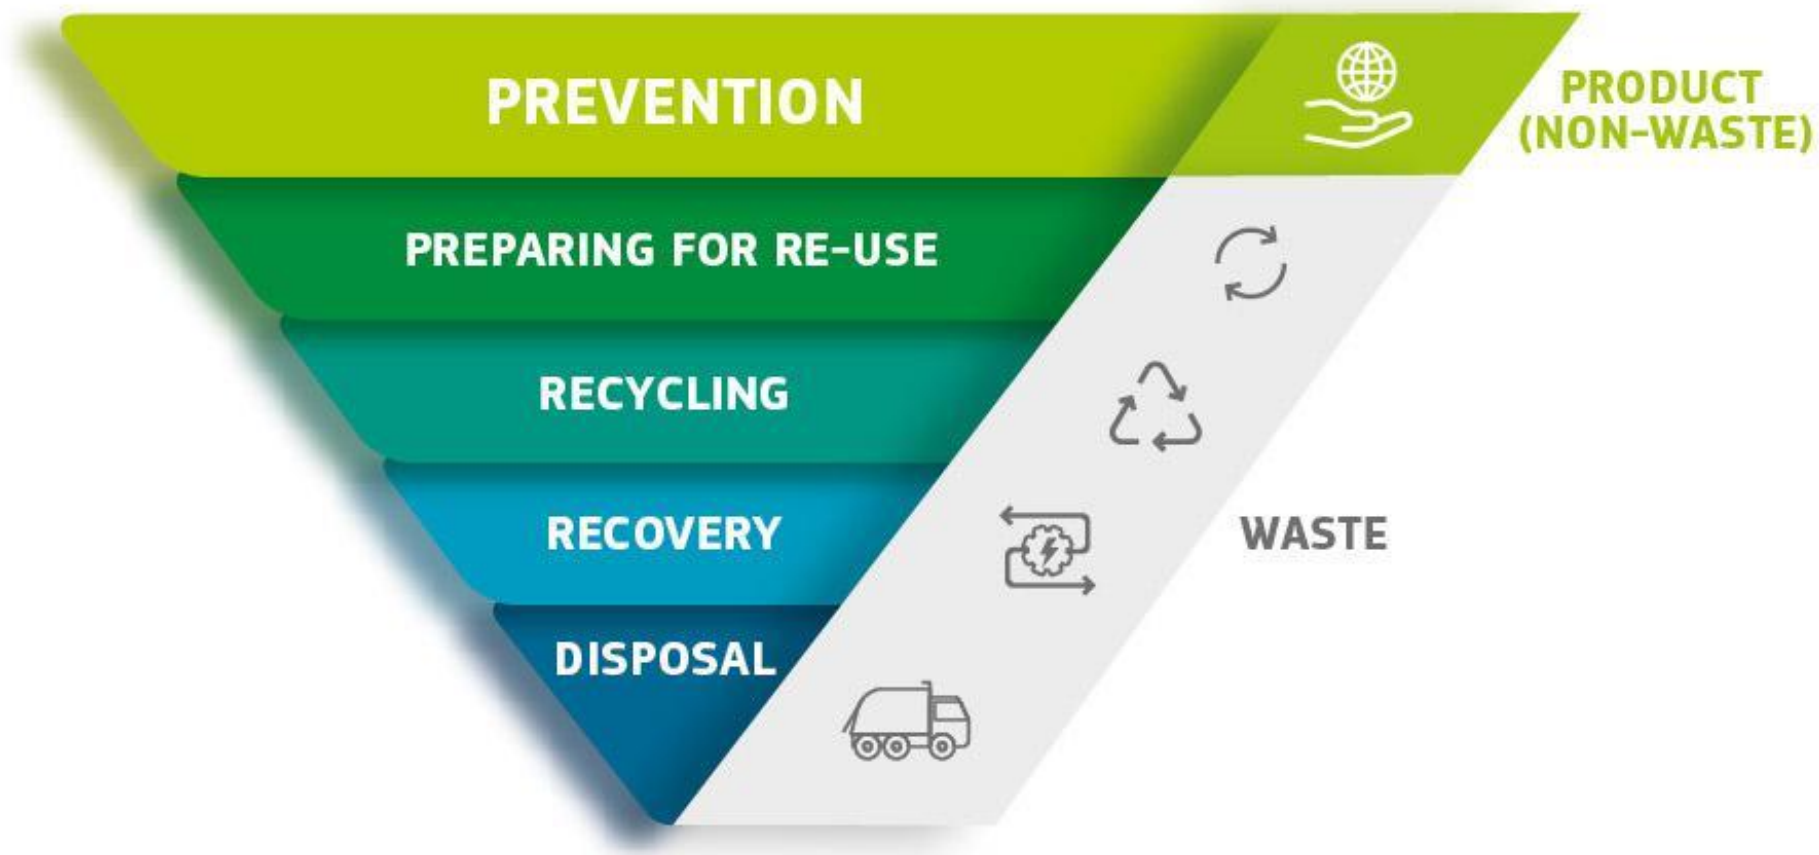 PREVENTION
PRODUCT
(NON-WASTE)
PREPARING FOR RE-USE
RECYCLING
RECOVERY
WASTE
DISPOSAL